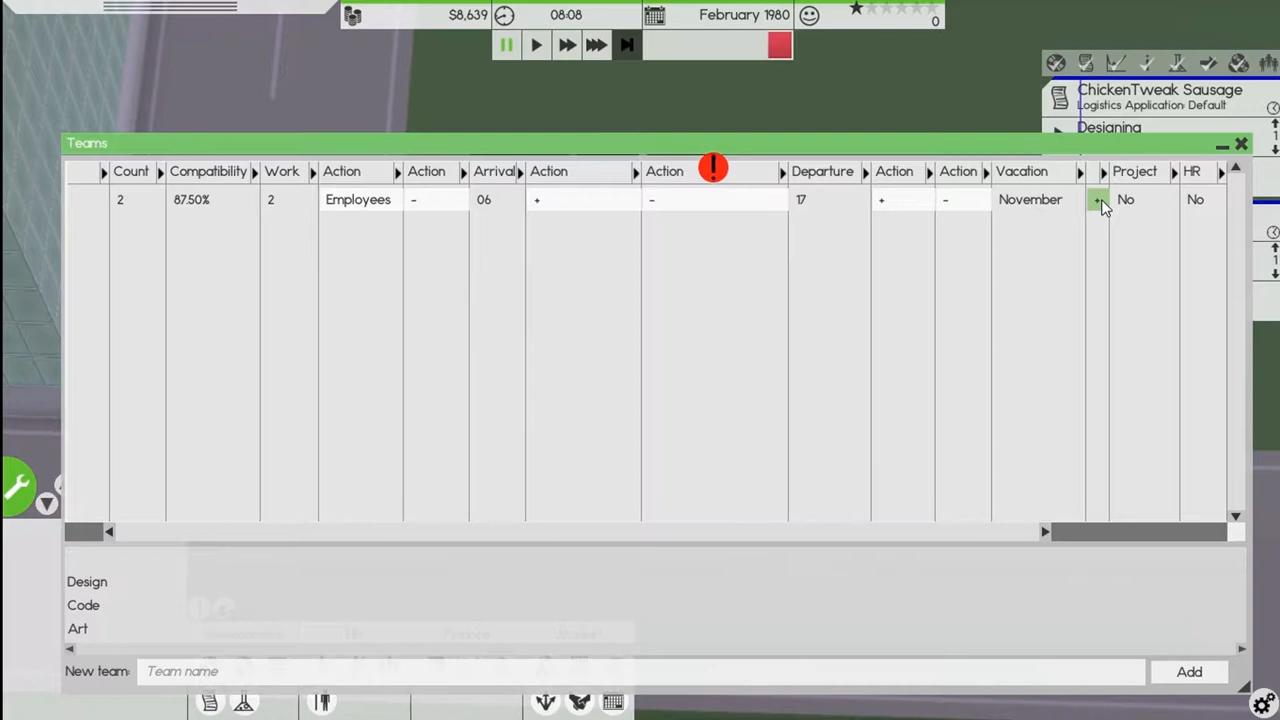 $8,639
08:08
February 1980
0
ChickenTweak Sausage
Logistics Application: Default
Designing
1
1
Teams
Count Compatibility Work Action Action Arrival Action Action Departure Action Action Vacation Project HR
2 87.50% 2 Employees - 06 + - 17 + - November + No No
Design
Code
Art
New team: Team name Add